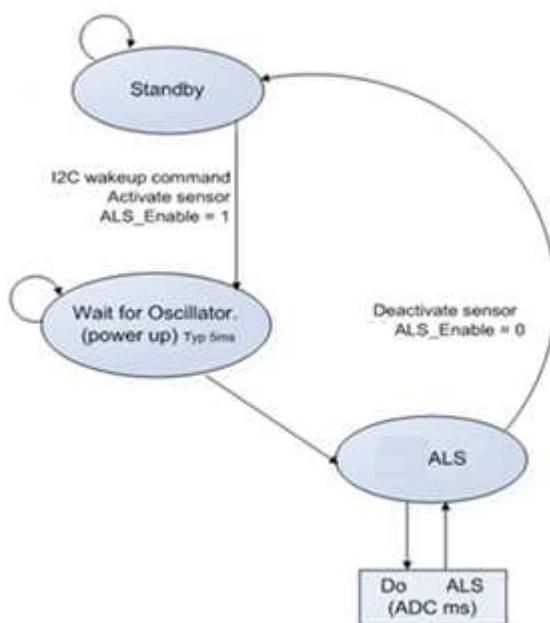 Standby
I2C wakeup command
Activate sensor
ALS_Enable = 1
Wait for Oscillator.
(power up) Typ 5ms
Deactivate sensor
ALS_Enable = 0
ALS
Do ALS
(ADC ms)